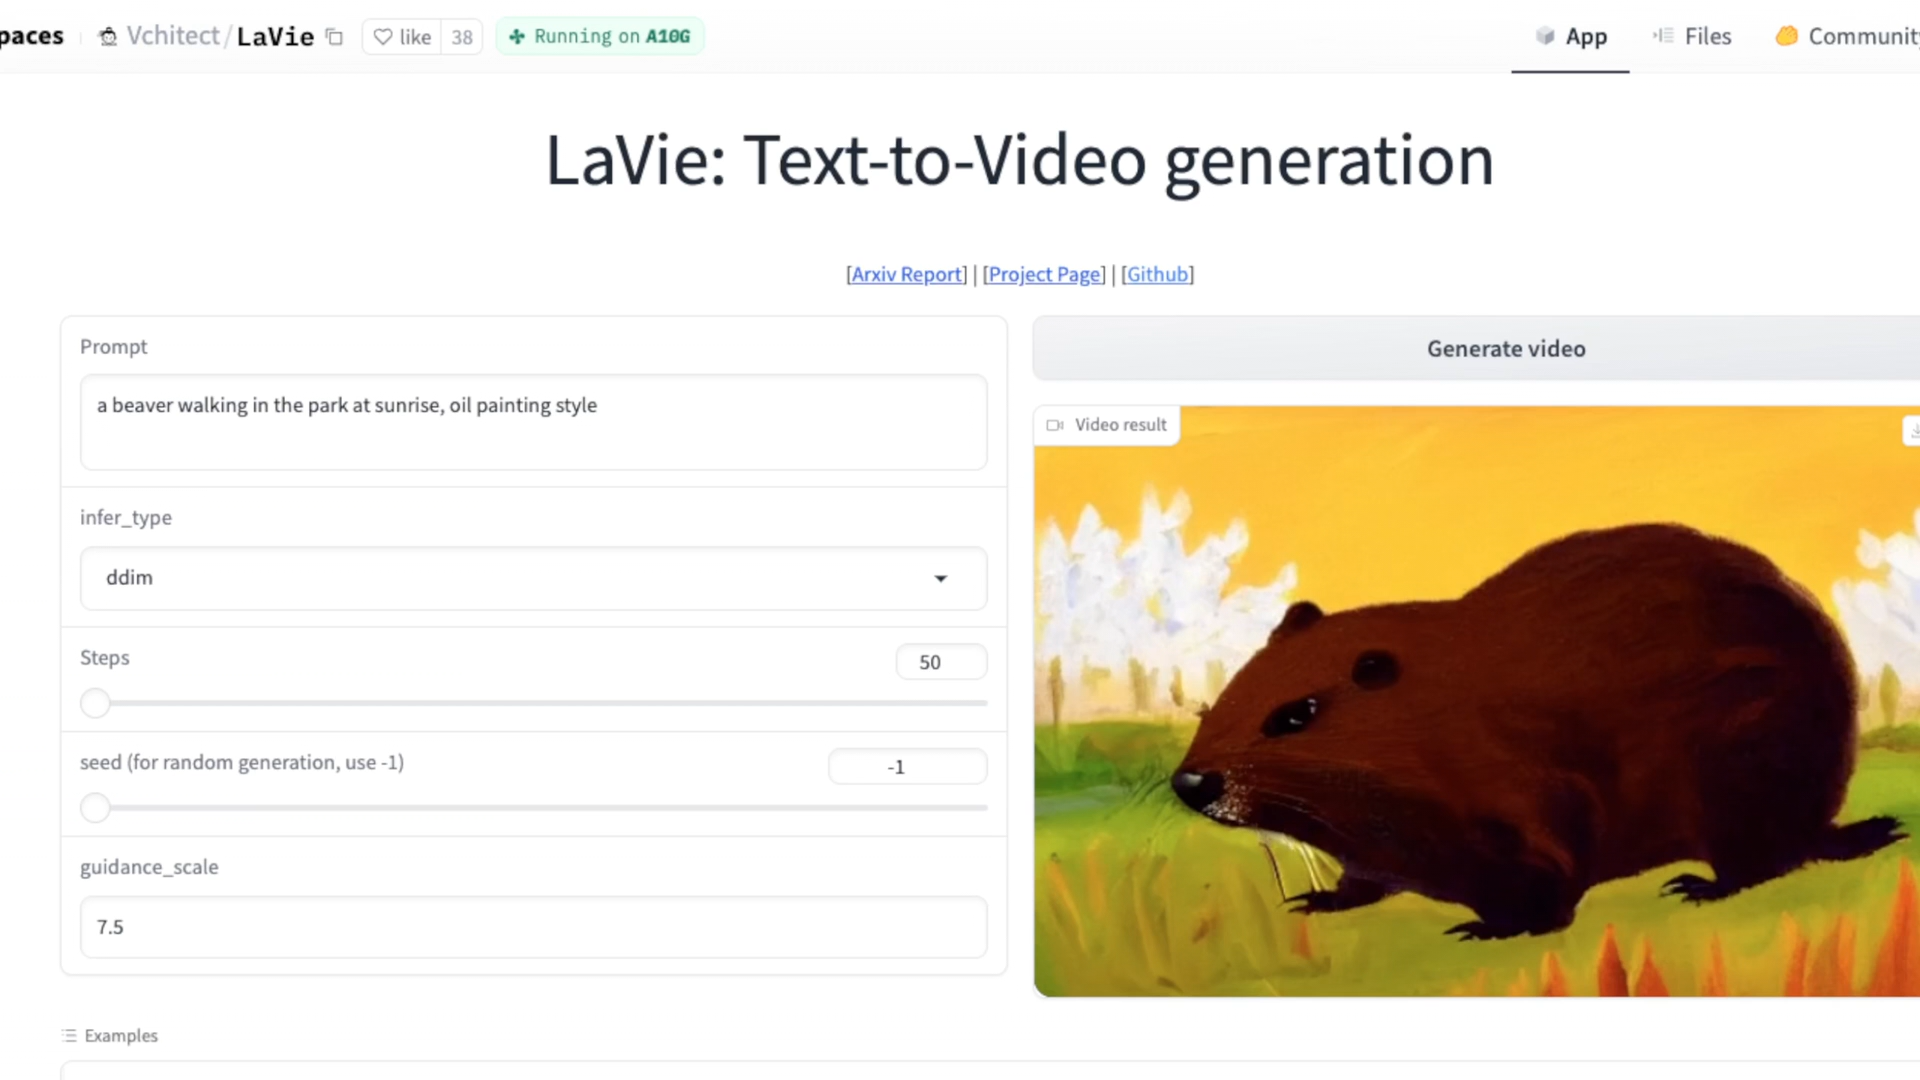 paces Vchitect/LaVie like 38 Running on A10G App Files Community
LaVie: Text-to-Video generation
[Arxiv Report] | [Project Page] | [Github]
Prompt
a beaver walking in the park at sunrise, oil painting style
infer_type
ddim
Steps 50
seed (for random generation, use -1) -1
guidance_scale
7.5
Generate video
Video result
Examples